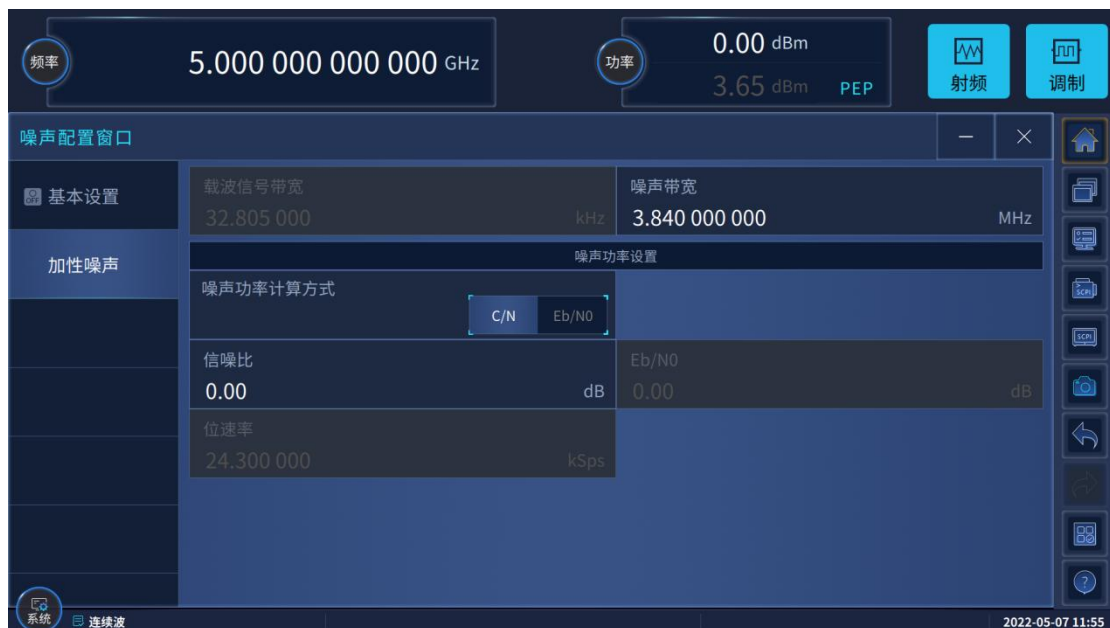 频率
5.000 000 000 000 GHz
功率
0.00 dBm
3.65 dBm PEP
射频
调制
噪声配置窗口
OFF 基本设置
加性噪声
载波信号带宽
32.805 000 kHz
噪声带宽
3.840 000 000 MHz
噪声功率设置
噪声功率计算方式
C/N Eb/N0
信噪比
0.00 dB
Eb/N0
0.00 dB
位速率
24.300 000 kSps
SCPI
SCPI
系统
连续波
2022-05-07 11:55